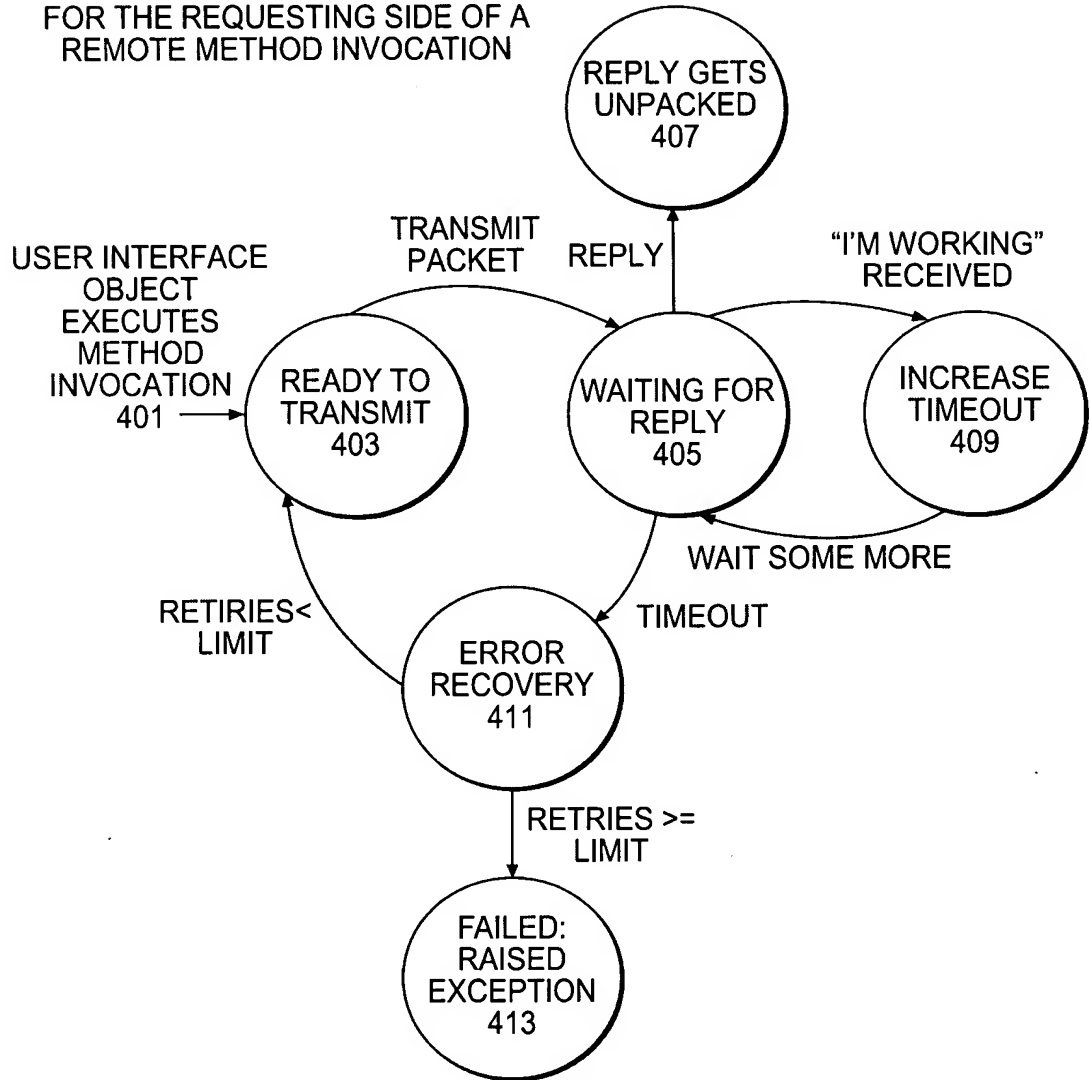 FOR THE REQUESTING SIDE OF A
REMOTE METHOD INVOCATION
REPLY GETS
UNPACKED
407
TRANSMIT
PACKET
REPLY
"I'M WORKING"
RECEIVED
USER INTERFACE
OBJECT
EXECUTES
METHOD
INVOCATION
401
READY TO
TRANSMIT
403
WAITING FOR
REPLY
405
INCREASE
TIMEOUT
409
WAIT SOME MORE
RETIRIES<
LIMIT
TIMEOUT
ERROR
RECOVERY
411
RETRIES >=
LIMIT
FAILED:
RAISED
EXCEPTION
413